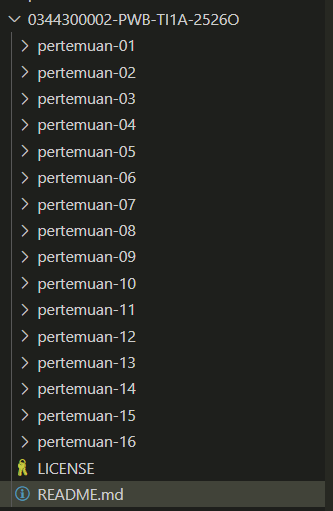 0344300002-PWB-TI1A-2526O
pertemuan-01
pertemuan-02
pertemuan-03
pertemuan-04
pertemuan-05
pertemuan-06
pertemuan-07
pertemuan-08
pertemuan-09
pertemuan-10
pertemuan-11
pertemuan-12
pertemuan-13
pertemuan-14
pertemuan-15
pertemuan-16
LICENSE
README.md